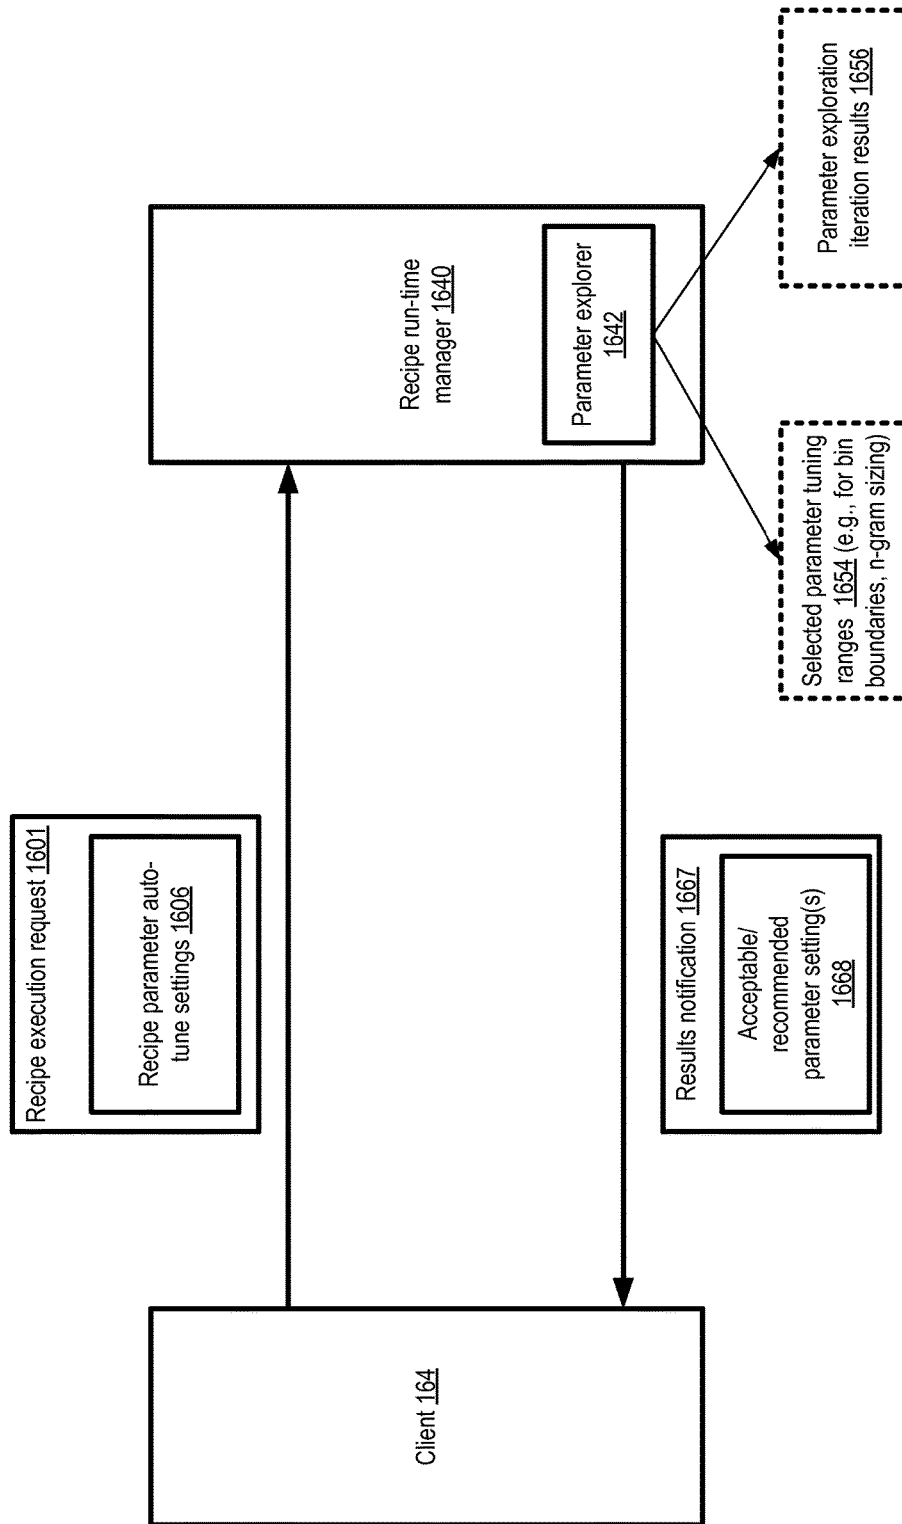 Recipe execution request 1601
Recipe parameter auto-
tune settings 1606
Client 164
Recipe run-time
manager 1640
Parameter explorer
1642
Results notification 1667
Acceptable/
recommended
parameter setting(s)
1668
Selected parameter tuning
ranges 1654 (e.g., for bin
boundaries, n-gram sizing)
Parameter exploration
iteration results 1656